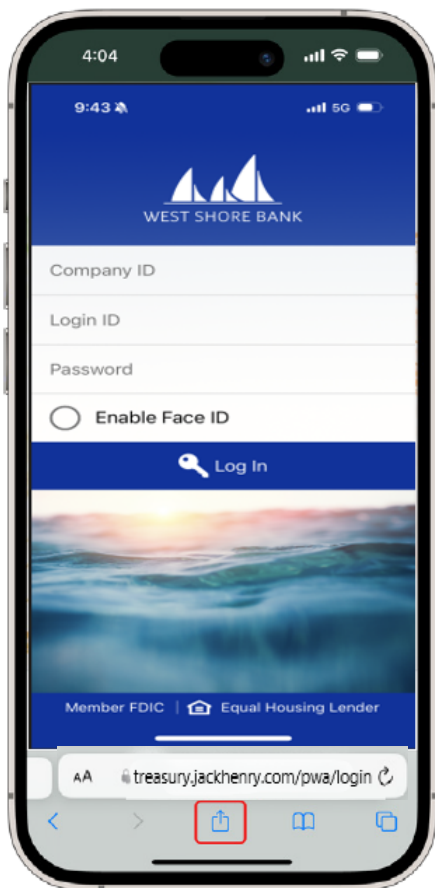 4:04
9:43 5G
WEST SHORE BANK
Company ID
Login ID
Password
Enable Face ID
Log In
Member FDIC | Equal Housing Lender
AA treasury.jackhenry.com/pwa/login